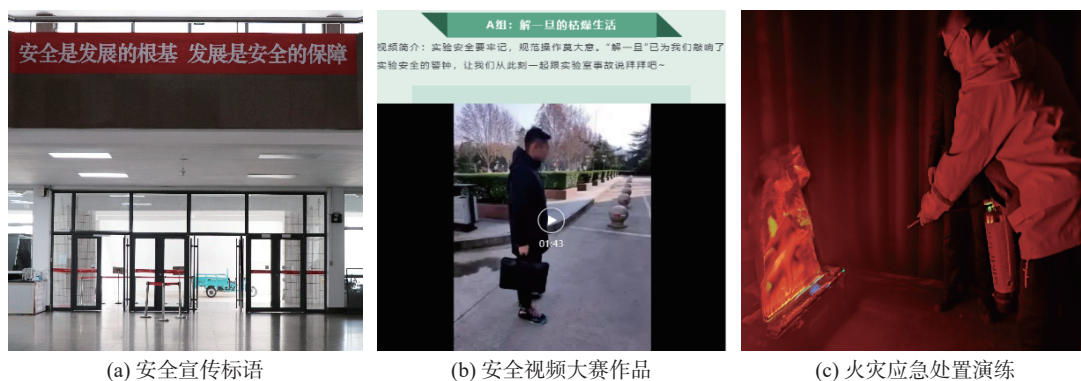 安全是发展的根基 发展是安全的保障
A组：解一旦的枯燥生活
视频简介：实验安全要牢记，规范操作莫大意。“解一旦”已为我们敲响了
实验安全的警钟，让我们从此刻一起跟实验室事故说拜拜吧~
01:43
(a) 安全宣传标语
(b) 安全视频大赛作品
(c) 火灾应急处置演练